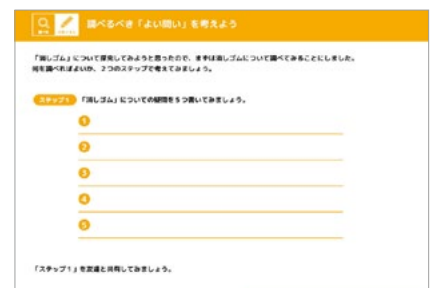 調べるべき「よい問い」を考えよう
「消しゴム」について探究してみようと思ったので、まずは消しゴムについて調べてみることにしました。
何を調べればよいか、2つのステップで考えてみましょう。
ステップ1 「消しゴム」についての疑問を5つ書いてみましょう。
1
2
3
4
5
「ステップ1」を友達と共有してみましょう。